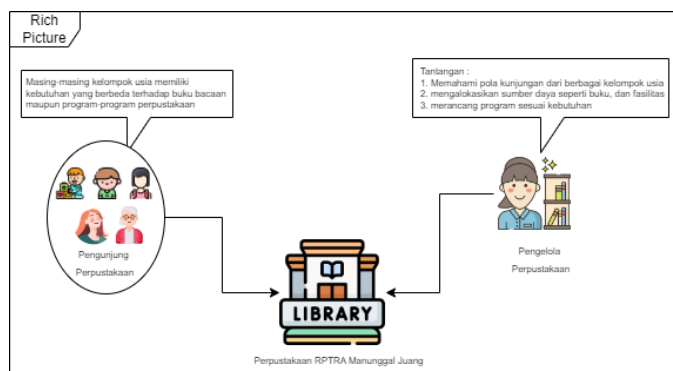 Rich
Picture
Masing-masing kelompok usia memiliki
kebutuhan yang berbeda terhadap buku bacaan
maupun program-program perpustakaan
Tantangan :
1. Memahami pola kunjungan dari berbagai kelompok usia
2. mengalokasikan sumber daya seperti buku, dan fasilitas
3. merancang program sesuai kebutuhan
Pengunjung
Perpustakaan
Pengelola
Perpustakaan
LIBRARY
Perpustakaan RPTRA Manunggal Juang